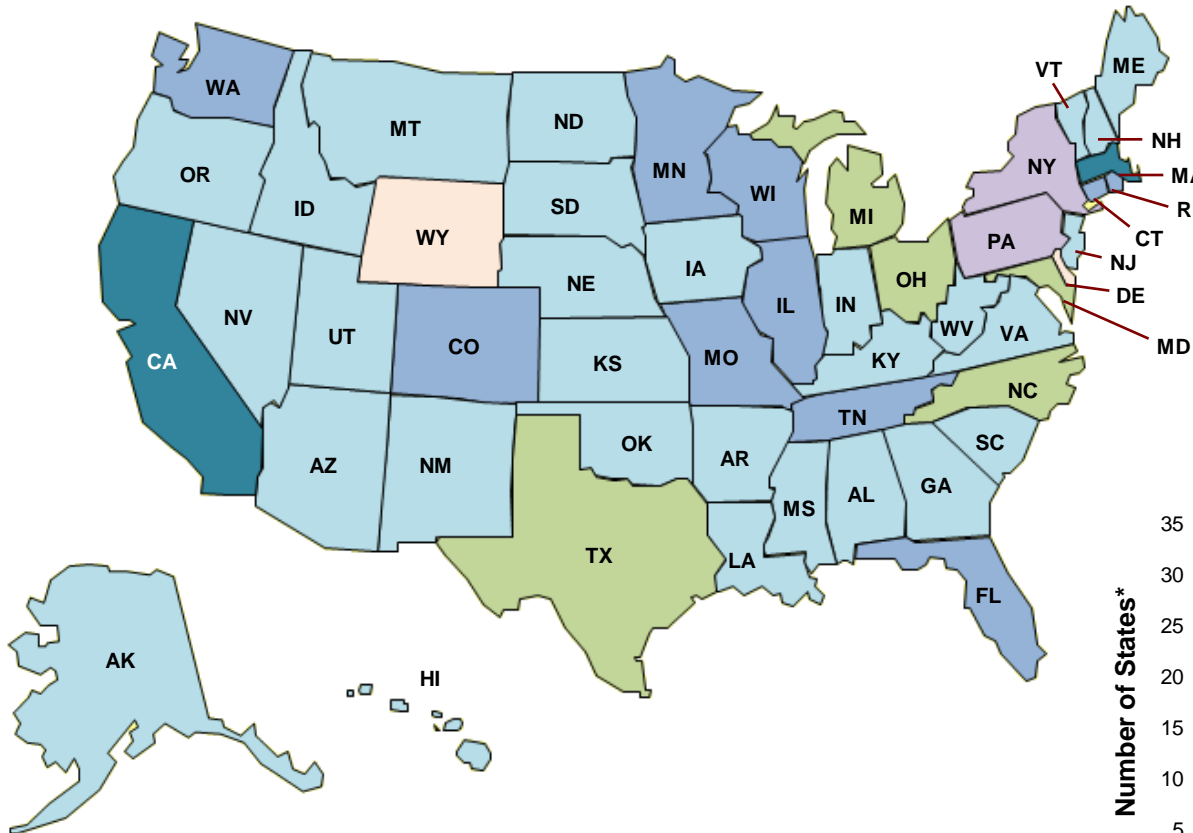 ME
VT
WA
ND
MT
NH
MN
NY
MA
OR
WI
R
ID
SD
MI
WY
CT
PA
NJ
IA
OH
NE
DE
IN
IL
NV
WV
VA
UT
CO
MO
MD
CA
KY
KS
NC
TN
OK
SC
AR
AZ
NM
GA
AL
MS
35
TX
LA
30
FL
25
AK
HI
20
15
10
5
Number of States*